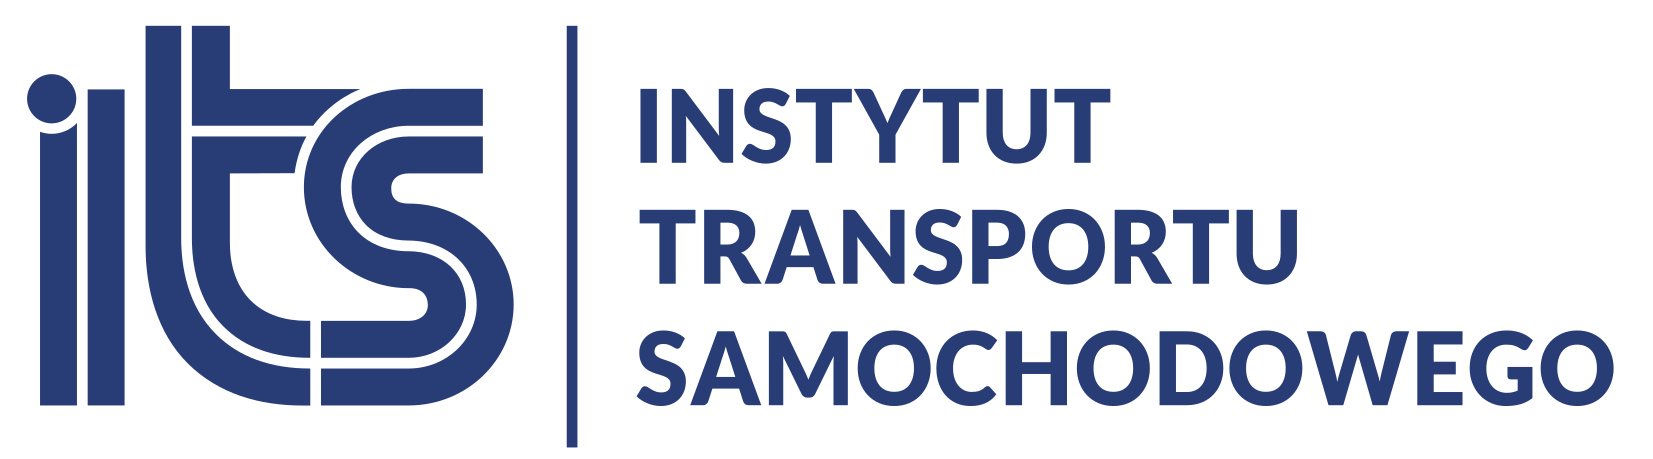 its
INSTYTUT
TRANSPORTU
SAMOCHODOWEGO